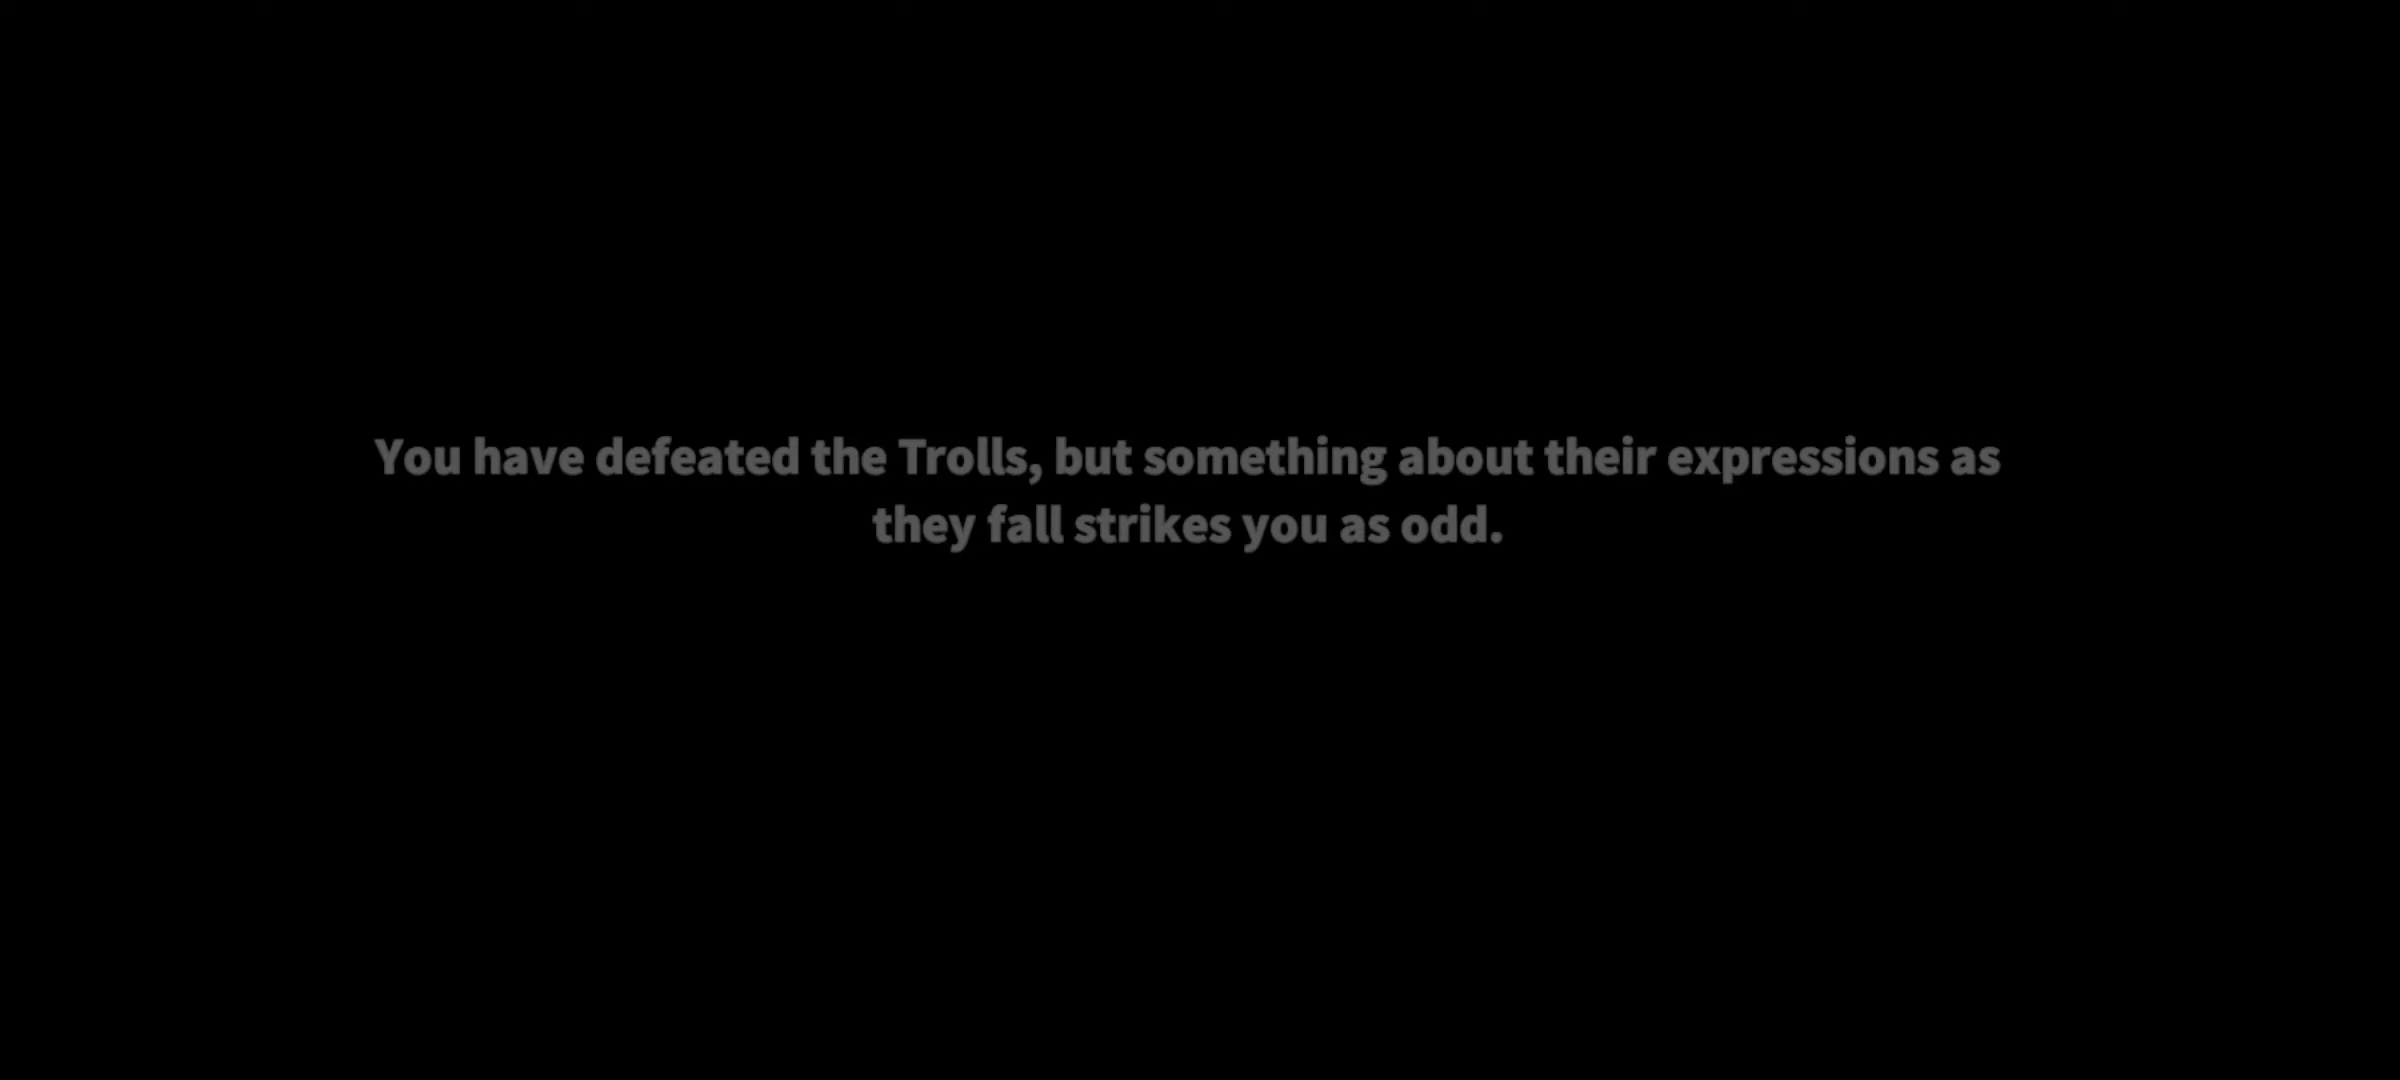 You have defeated the Trolls, but something about their expressions as
they fall strikes you as odd.